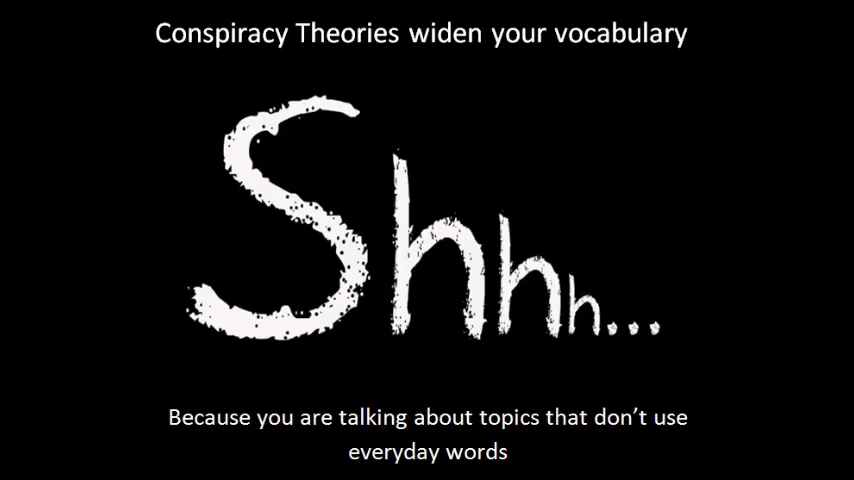 Conspiracy Theories widen your vocabulary
Shhh...
Because you are talking about topics that don’t use
everyday words